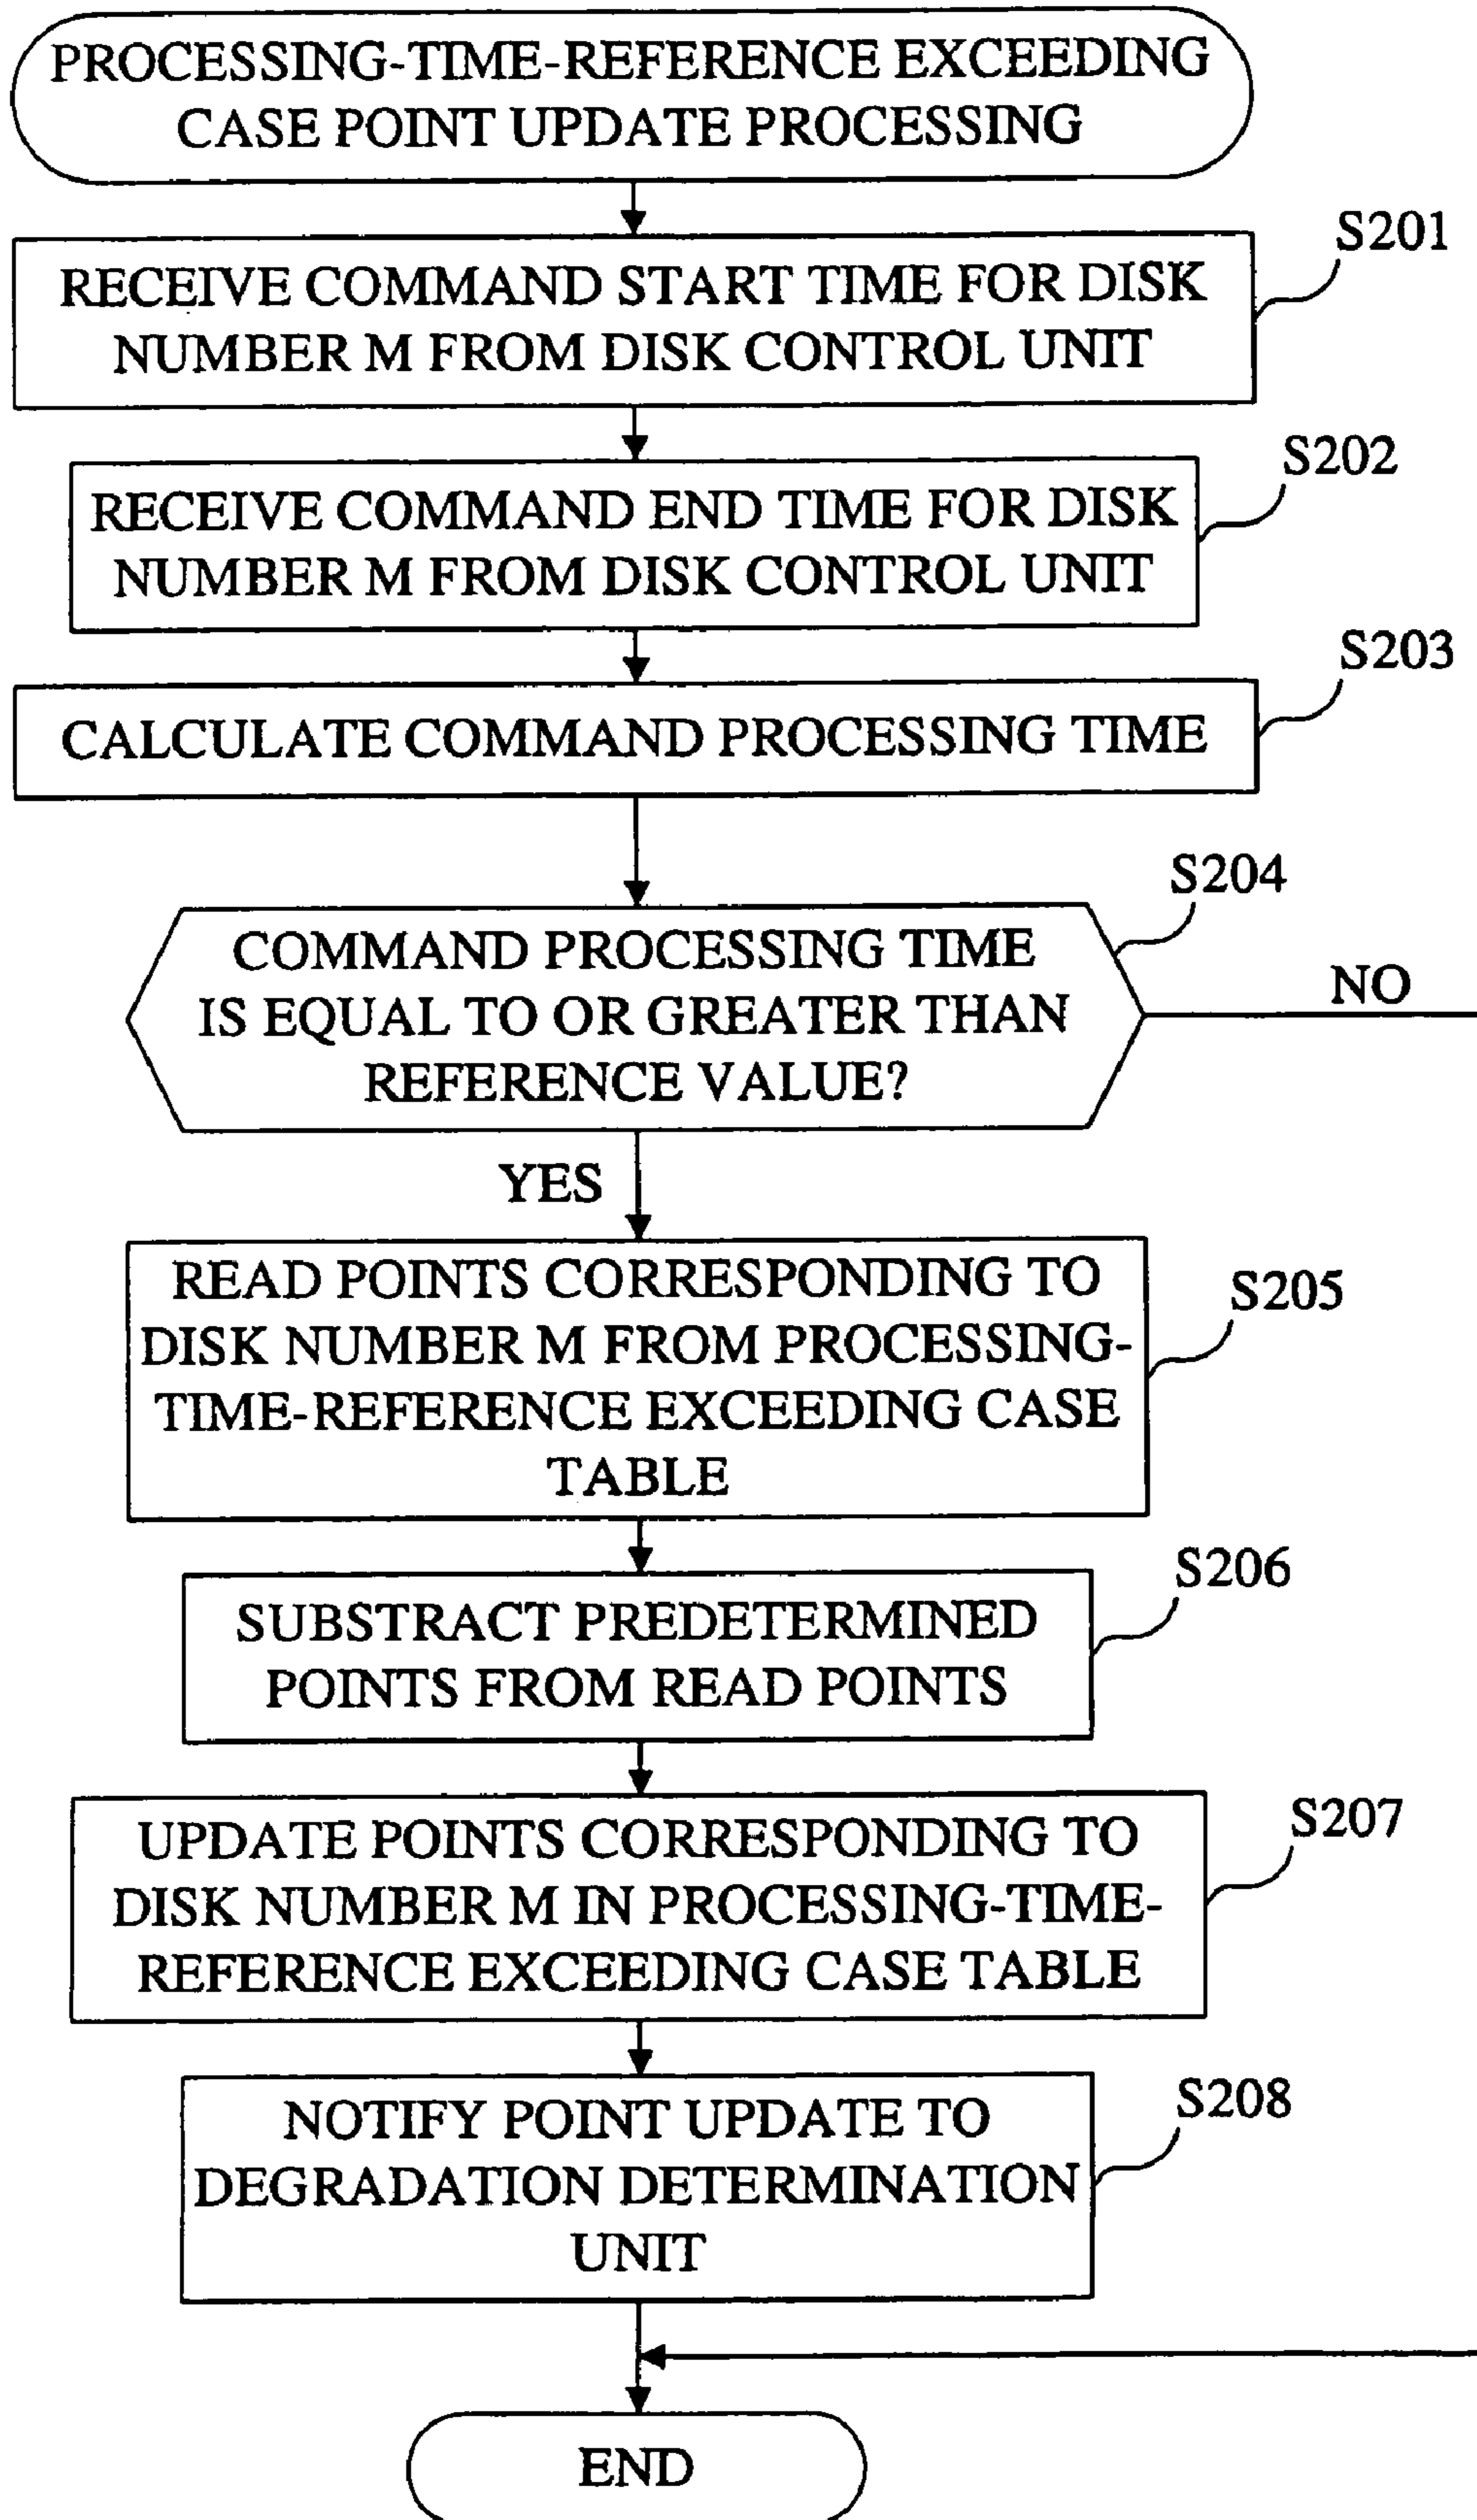 PROCESSING-TIME-REFERENCE EXCEEDING
CASE POINT UPDATE PROCESSING
S201
RECEIVE COMMAND START TIME FOR DISK
NUMBER M FROM DISK CONTROL UNIT
S202
RECEIVE COMMAND END TIME FOR DISK
NUMBER M FROM DISK CONTROL UNIT
S203
CALCULATE COMMAND PROCESSING TIME
S204
COMMAND PROCESSING TIME
IS EQUAL TO OR GREATER THAN
REFERENCE VALUE?
NO
YES
READ POINTS CORRESPONDING TO
DISK NUMBER M FROM PROCESSING-
TIME-REFERENCE EXCEEDING CASE
TABLE
S205
S206
SUBSTRACT PREDETERMINED
POINTS FROM READ POINTS
S207
UPDATE POINTS CORRESPONDING TO
DISK NUMBER M IN PROCESSING-TIME-
REFERENCE EXCEEDING CASE TABLE
S208
NOTIFY POINT UPDATE TO
DEGRADATION DETERMINATION
UNIT
END